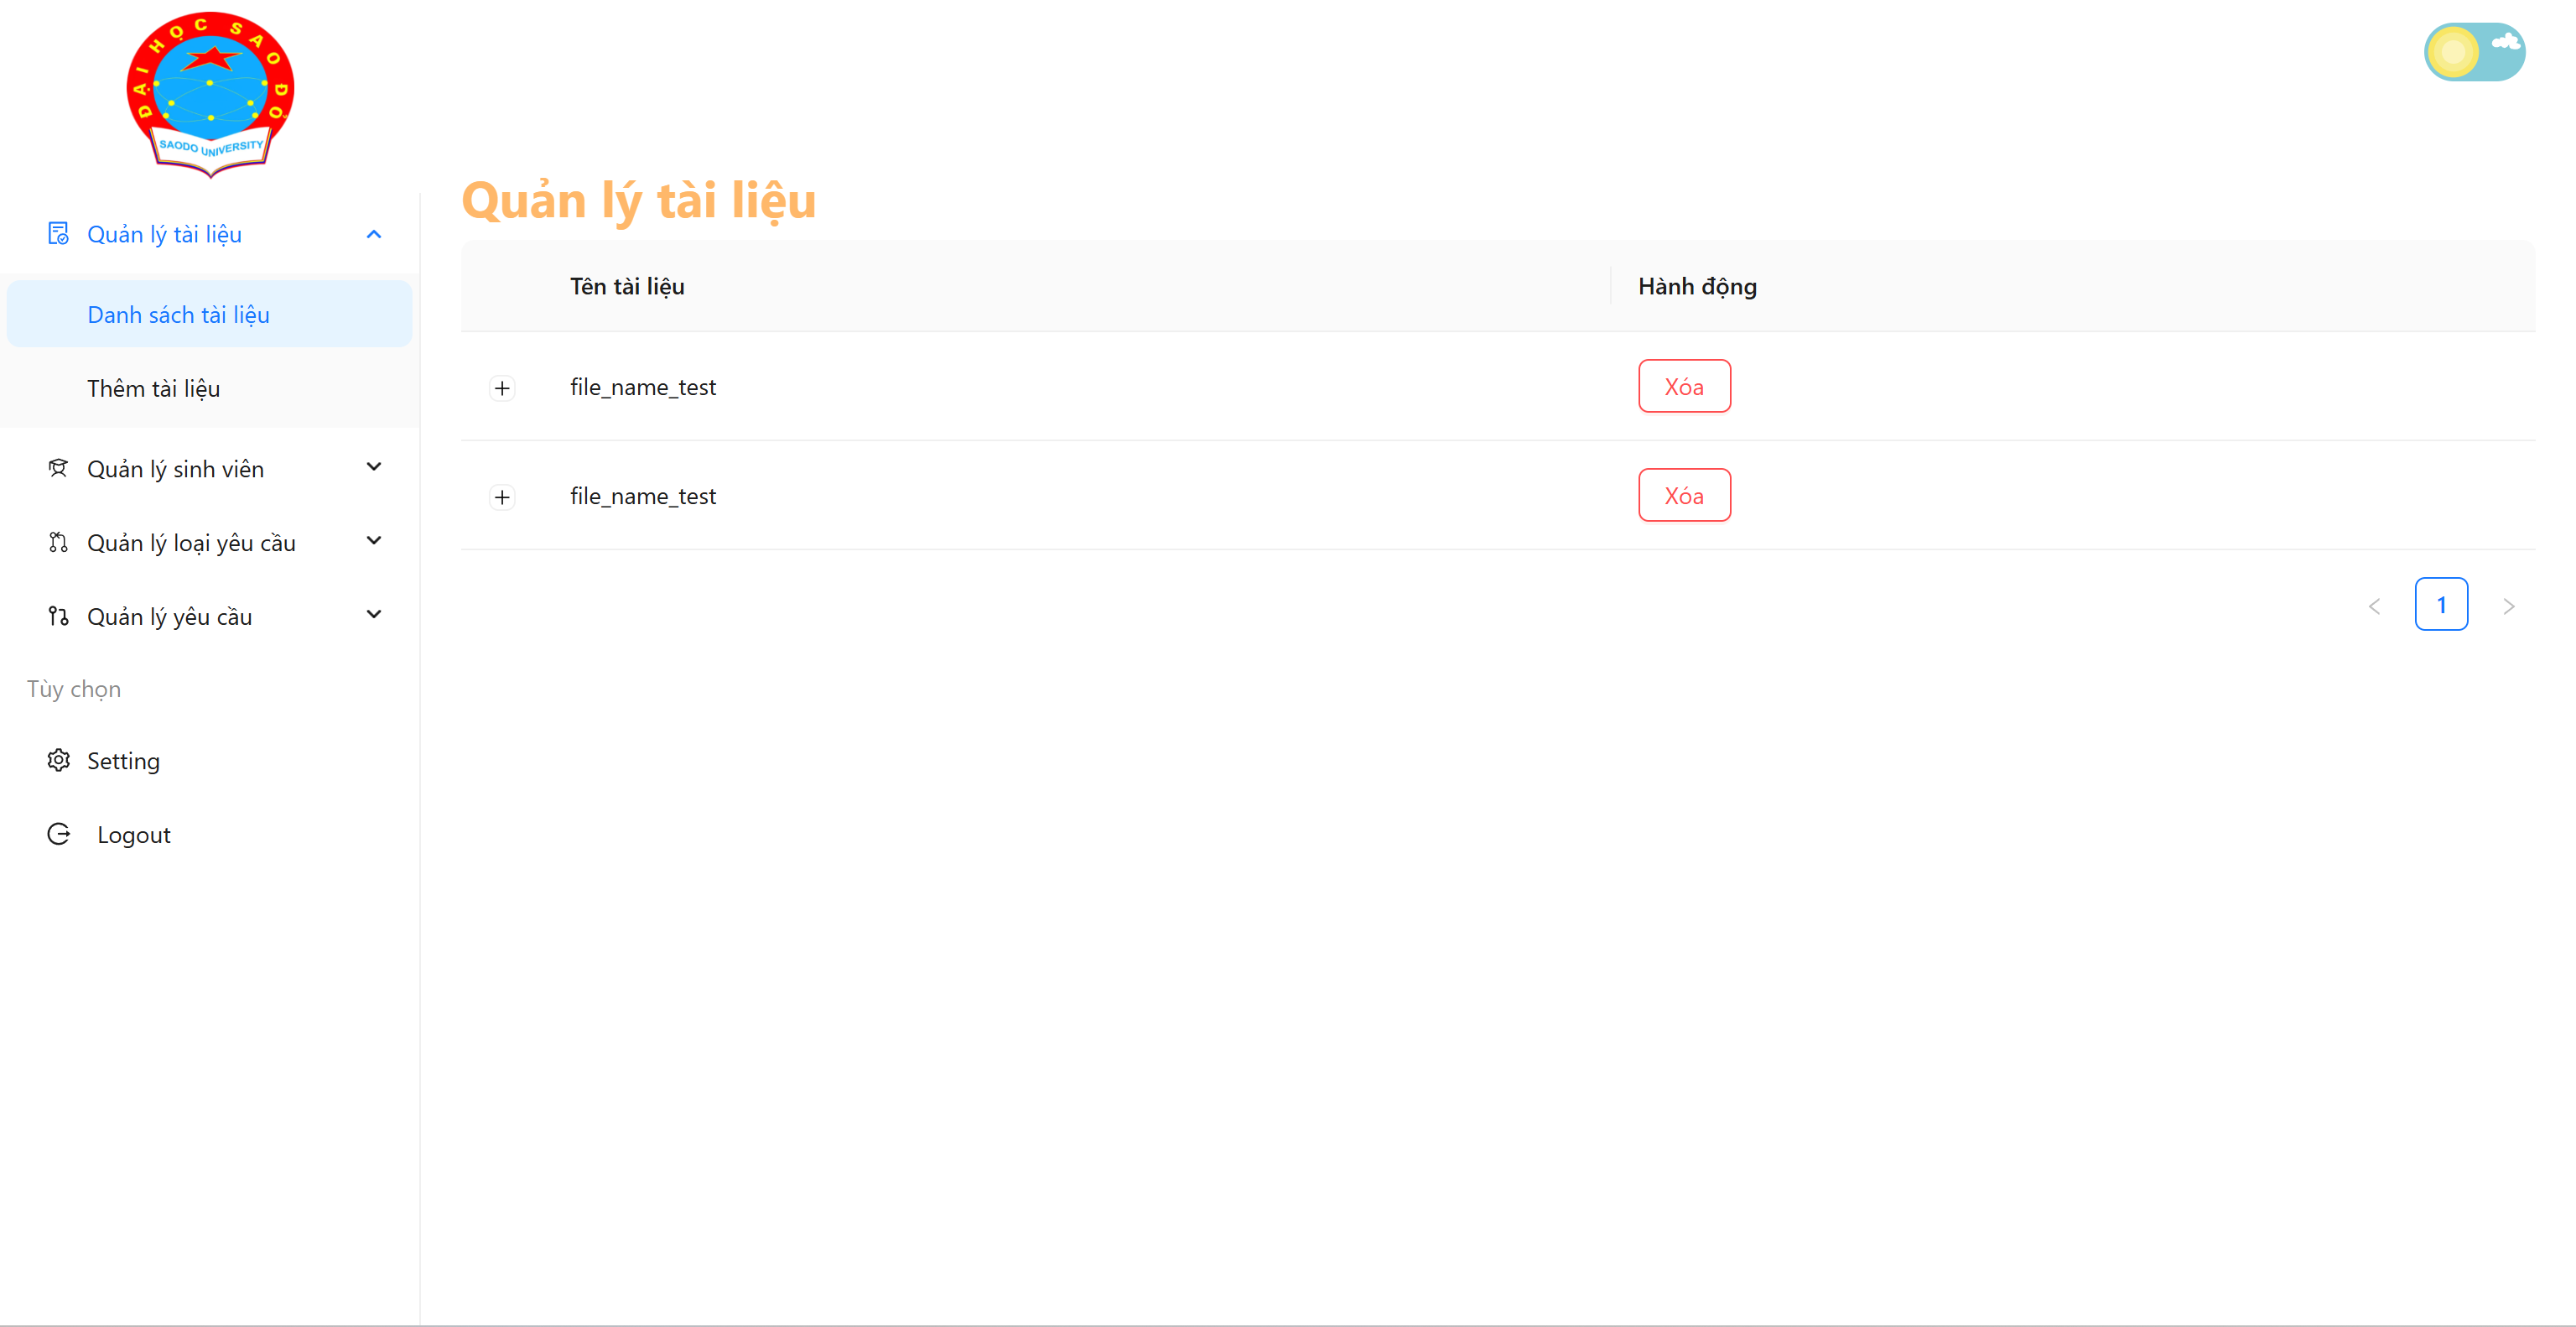 ĐẠI HỌC SAO ĐỎ
SAODO UNIVERSITY
Quản lý tài liệu
Danh sách tài liệu
Thêm tài liệu
Quản lý sinh viên
Quản lý loại yêu cầu
Quản lý yêu cầu
Tùy chọn
Setting
Logout
Quản lý tài liệu
Tên tài liệu Hành động
file_name_test Xóa
file_name_test Xóa
1